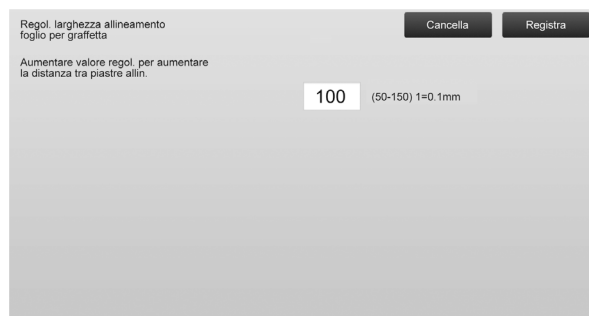 Regol. larghezza allineamento
foglio per graffetta
Cancella
Registra
Aumentare valore regol. per aumentare
la distanza tra piastre allin.
100
(50-150) 1=0.1mm